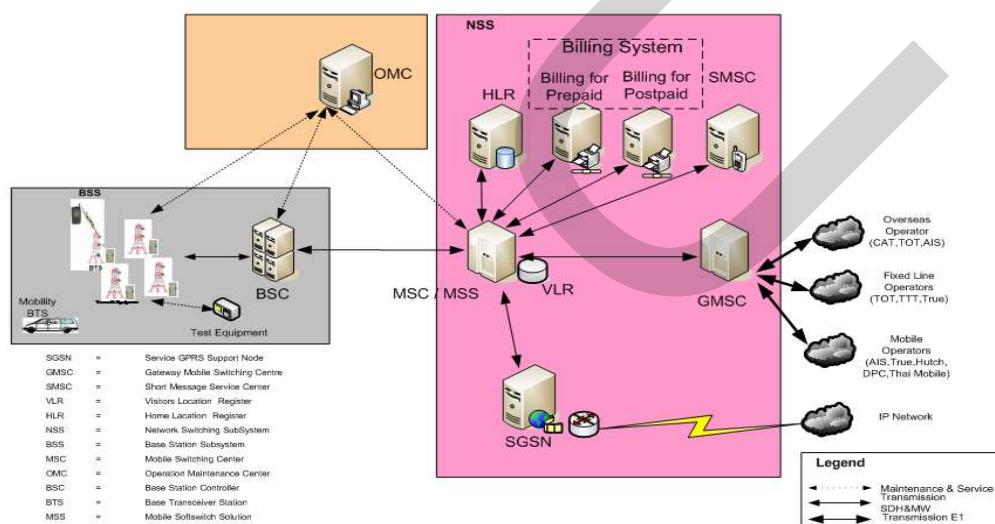 NSS
Billing System
OMC
Billing for
Prepaid
Billing for
Postpaid
SMSC
HLR
BSS
BTS
BSC
MSC / MSS
VLR
GMSC
Mobility
BTS
Test Equipment
SGSN
Overseas
Operator
(CAT,TOT,AIS)
Fixed Line
Operators
(TOT,TTT,True)
Mobile
Operators
(AIS,True,Hutch,
DPC,Thai Mobile)
IP Network
SGSN = Service GPRS Support Node
GMSC = Gateway Mobile Switching Centre
SMSC = Short Message Service Center
VLR = Visitors Location Register
HLR = Home Lacation Register
NSS = Network Switching SubSystem
BSS = Base Station Subsystem
MSC = Mobile Switching Center
OMC = Operation Maintenance Center
BSC = Base Station Controller
BTS = Base Transceiver Station
MSS = Mobile Softswitch Solution
Legend
Maintenance & Service
Transmission
SDH&MW
Transmission E1